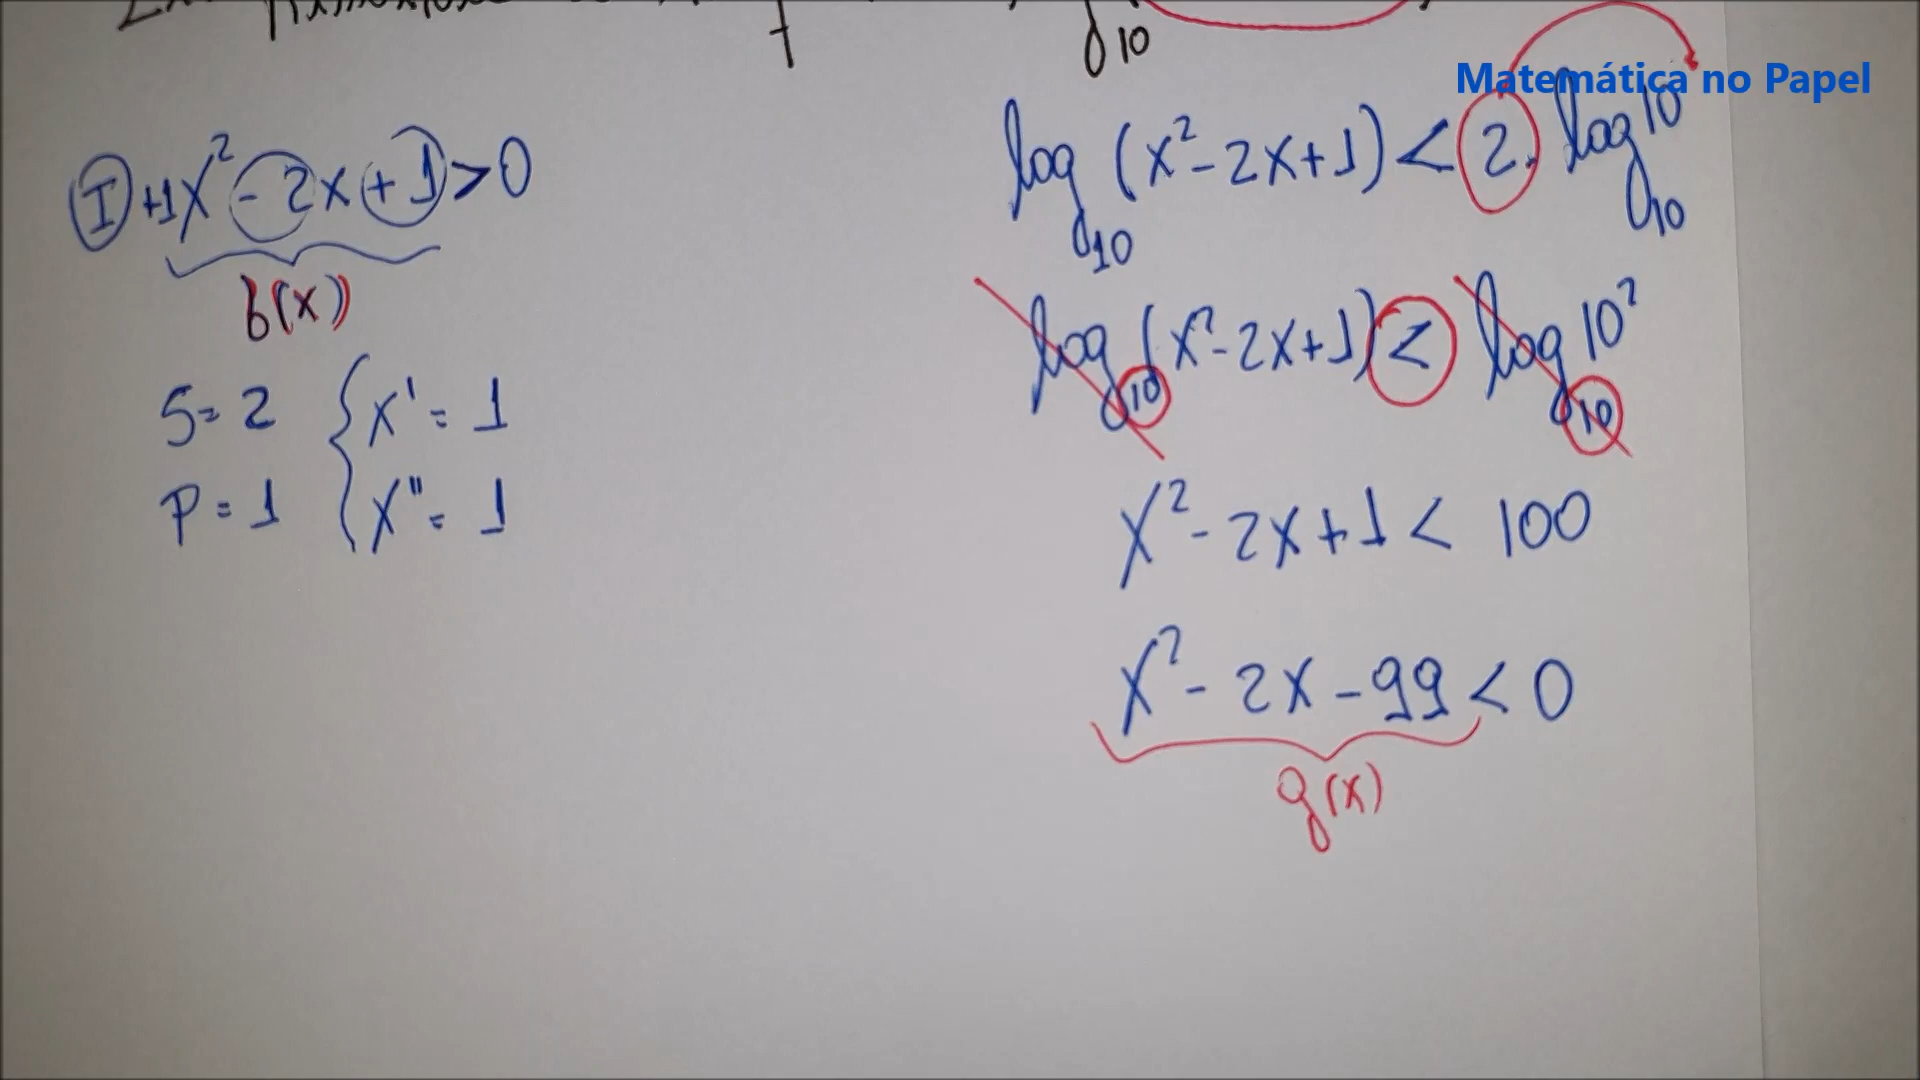 10
Matemática no Papel
I +1x² - 2x + 1 > 0
f(x)
S = 2 { x' = 1
P = 1 { x'' = 1
log₁₀ (x² - 2x + 1) < 2 . log₁₀ 10
log₁₀ (x² - 2x + 1) < log₁₀ 10²
x² - 2x + 1 < 100
x² - 2x - 99 < 0
g(x)